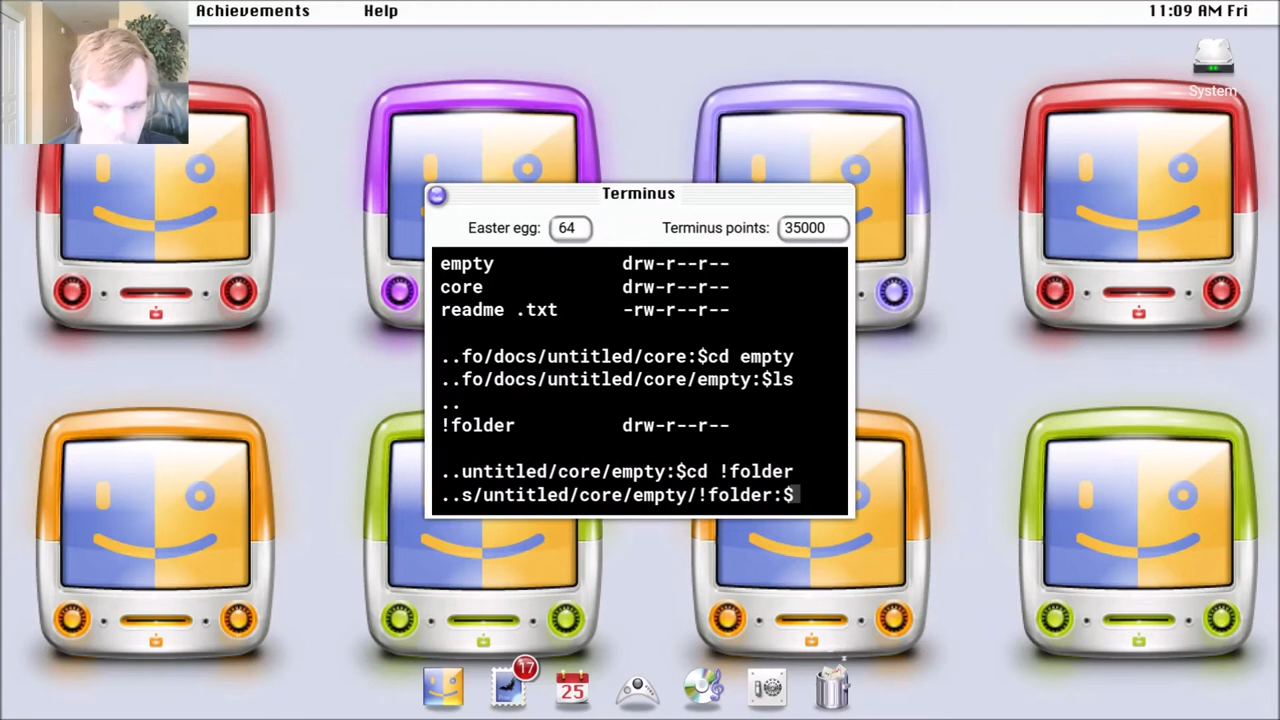 Achievements Help 11:09 AM Fri
System
Terminus
Easter egg: 64 Terminus points: 35000
empty drw-r--r--
core drw-r--r--
readme .txt -rw-r--r--
..fo/docs/untitled/core:$cd empty
..fo/docs/untitled/core/empty:$ls
..
!folder drw-r--r--
..untitled/core/empty:$cd !folder
..s/untitled/core/empty/!folder:$
17
25